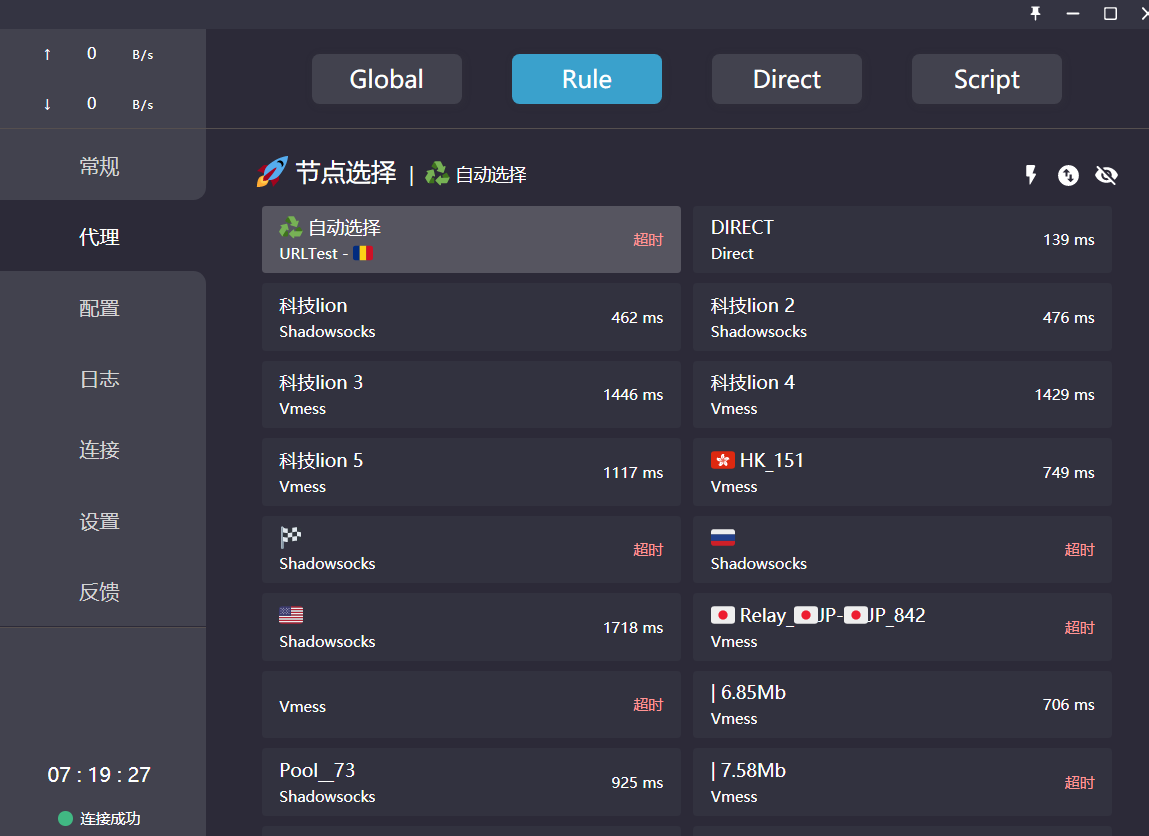 ↑ 0 B/s
↓ 0 B/s
常规
代理
配置
日志
连接
设置
反馈
07 : 19 : 27
连接成功
Global
Rule
Direct
Script
🚀 节点选择 | ♻️ 自动选择
♻️ 自动选择
URLTest - 🇷🇴
超时
DIRECT
Direct
139 ms
科技lion
Shadowsocks
462 ms
科技lion 2
Shadowsocks
476 ms
科技lion 3
Vmess
1446 ms
科技lion 4
Vmess
1429 ms
科技lion 5
Vmess
1117 ms
🇭🇰 HK_151
Vmess
749 ms
🏁
Shadowsocks
超时
🇷🇺
Shadowsocks
超时
🇺🇸
Shadowsocks
1718 ms
🇯🇵 Relay_🇯🇵JP-🇯🇵JP_842
Vmess
超时
Vmess
超时
| 6.85Mb
Vmess
706 ms
Pool__73
Shadowsocks
925 ms
| 7.58Mb
Vmess
超时